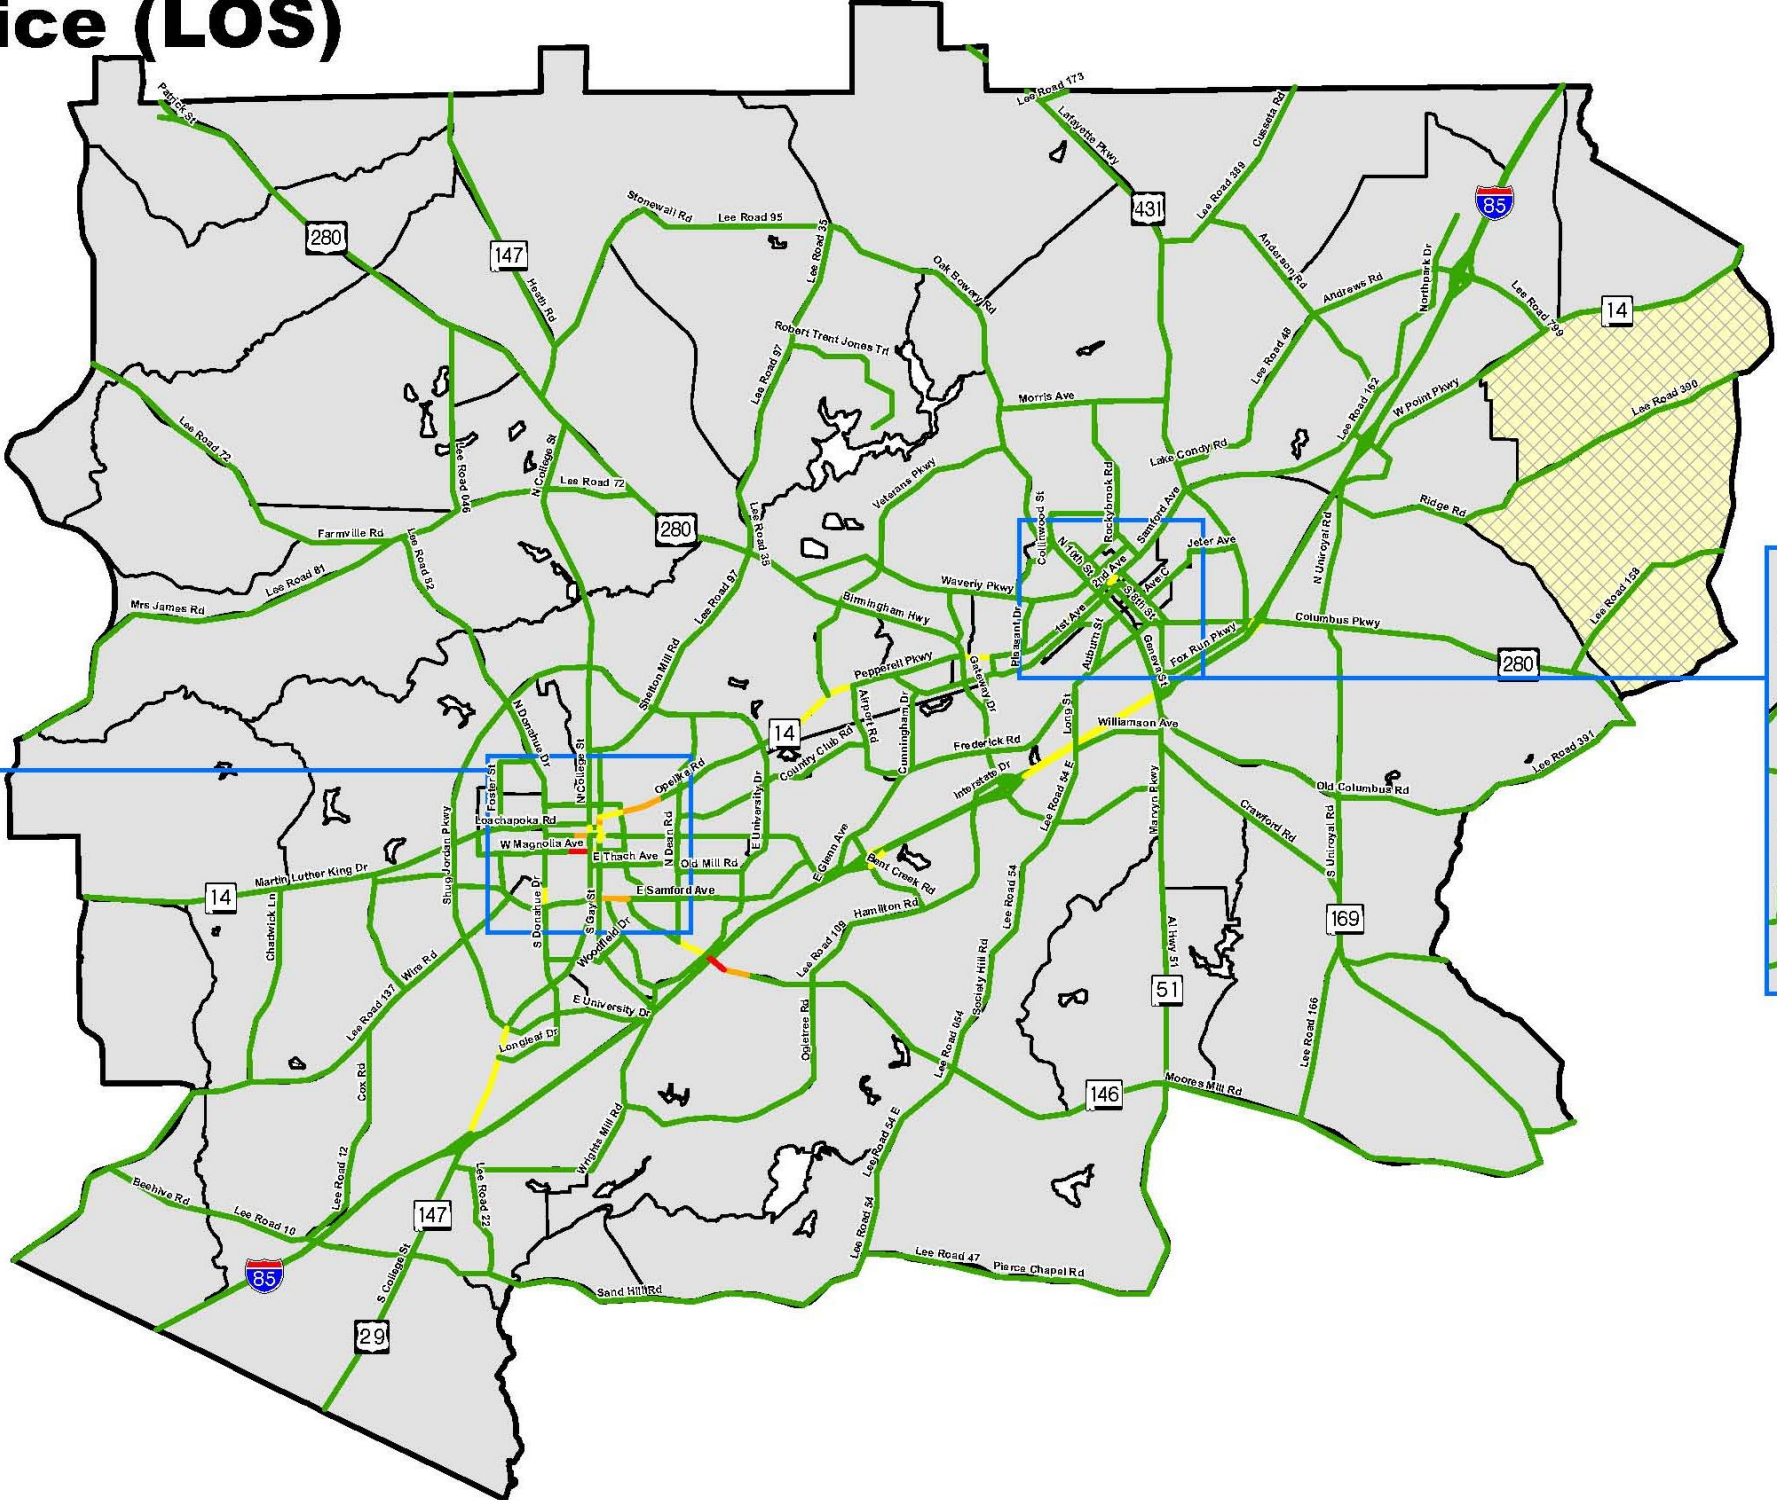 ice (LOS)
Patrick St
280
147
Heath Rd
Stonewall Rd
Lee Road 95
Lee Road 35
Oak Bowery Rd
Robert Trent Jones Trl
Lee Road 97
Lee Road 173
Lafayette Pkwy
431
Cusseta Rd
Lee Road 389
Anderson Rd
Andrews Rd
Northpark Dr
85
Lee Road 799
14
Lee Road 48
Lee Road 390
Lee Road 162
W Point Pkwy
Morris Ave
Lake Condy Rd
Ridge Rd
Lee Road 72
Lee Road 046
N College St
Lee Road 72
Farmville Rd
Lee Road 81
Lee Road 82
Mrs James Rd
280
Lee Road 38
Lee Road 97
Veterans Pkwy
Collinwood St
Rockybrook Rd
Samford Ave
Jeter Ave
N 10th St
2nd Ave
Ave C
S 8th St
1st Ave
Auburn St
Geneva St
Fox Run Pkwy
Pleasant Dr
Waverly Pkwy
Birmingham Hwy
Pepperell Pkwy
Gateway Dr
N Uniroyal Rd
Columbus Pkwy
280
Lee Road 158
Shelton Mill Rd
N Donahue Dr
14
Airport Rd
Cunningham Dr
Country Club Rd
Frederick Rd
Long St
Williamson Ave
Interstate Dr
Lee Road 54 E
Old Columbus Rd
Lee Road 391
Crawford Rd
S Uniroyal Rd
Marvyn Pkwy
Foster St
N College St
Opelika Rd
Loachapoka Rd
W Magnolia Ave
E Thach Ave
N Dean Rd
Old Mill Rd
E University Dr
E Glenn Ave
Bent Creek Rd
E Samford Ave
Hamilton Rd
Shug Jordan Pkwy
Martin Luther King Dr
14
Chadwick Ln
S Donahue Dr
S Gay St
Woodfield Dr
Wire Rd
Lee Road 137
E University Dr
Longleaf Dr
Lee Road 109
Ogletree Rd
Society Hill Rd
Lee Road 54
Lee Road 054
Al Hwy 51
51
169
Lee Road 166
146
Moores Mill Rd
Cox Rd
Lee Road 12
Wrights Mill Rd
Lee Road 54 E
Beehive Rd
Lee Road 10
147
Lee Road 22
85
S College St
29
Sand Hill Rd
Lee Road 54
Lee Road 47
Pierce Chapel Rd